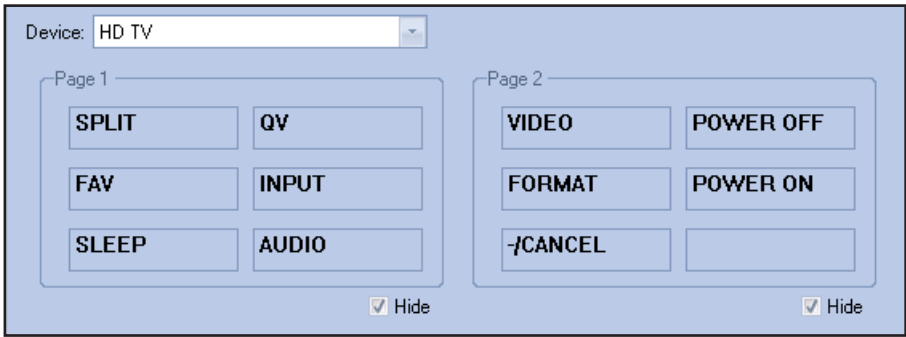 Device: HD TV
Page 1
SPLIT QV
FAV INPUT
SLEEP AUDIO
Hide
Page 2
VIDEO POWER OFF
FORMAT POWER ON
-/CANCEL
Hide